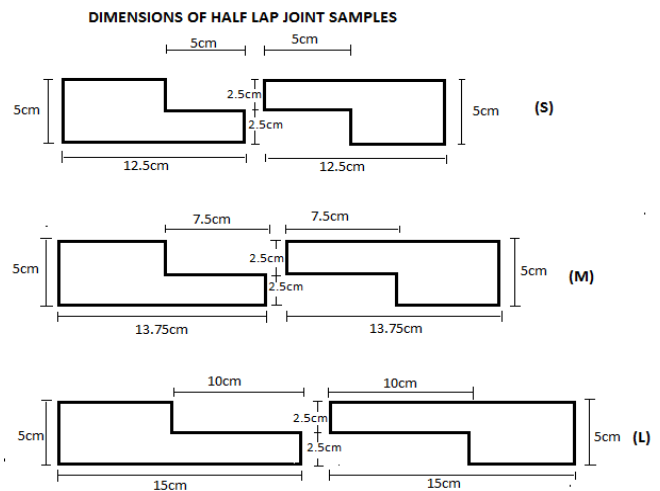 DIMENSIONS OF HALF LAP JOINT SAMPLES
5cm 5cm
5cm 2.5cm 2.5cm 5cm (S)
12.5cm 12.5cm
7.5cm 7.5cm
5cm 2.5cm 2.5cm 5cm (M)
13.75cm 13.75cm
10cm 10cm
5cm 2.5cm 2.5cm 5cm (L)
15cm 15cm